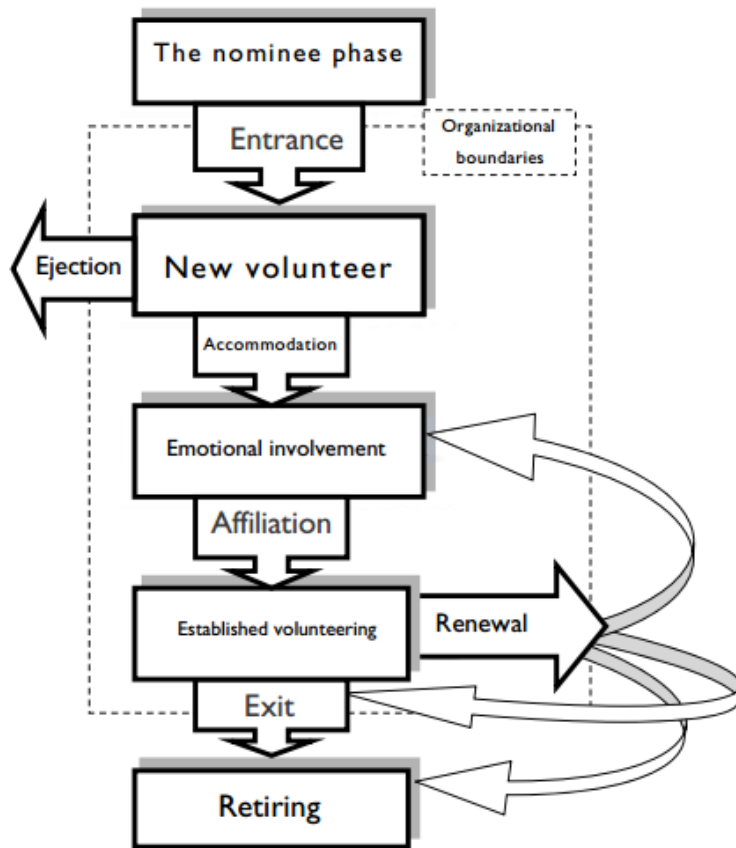 The nominee phase
Entrance
Organizational
boundaries
Ejection
New volunteer
Accommodation
Emotional involvement
Affiliation
Established volunteering
Renewal
Exit
Retiring